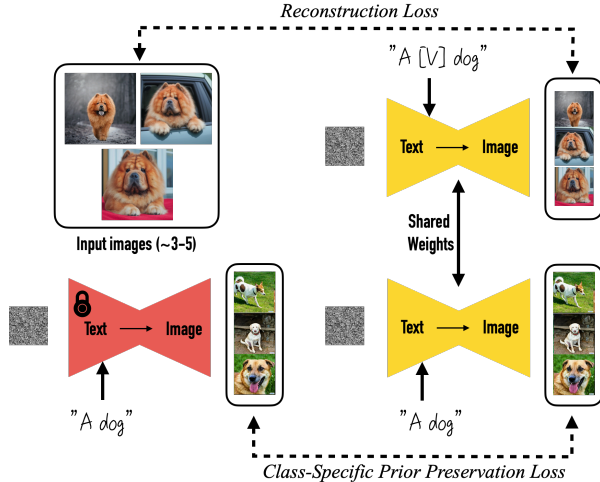 Reconstruction Loss
"A [V] dog"
Text
Image
Input images (~3–5)
Shared
Weights
Text
Image
Text
Image
"A dog"
"A dog"
Class-Specific Prior Preservation Loss